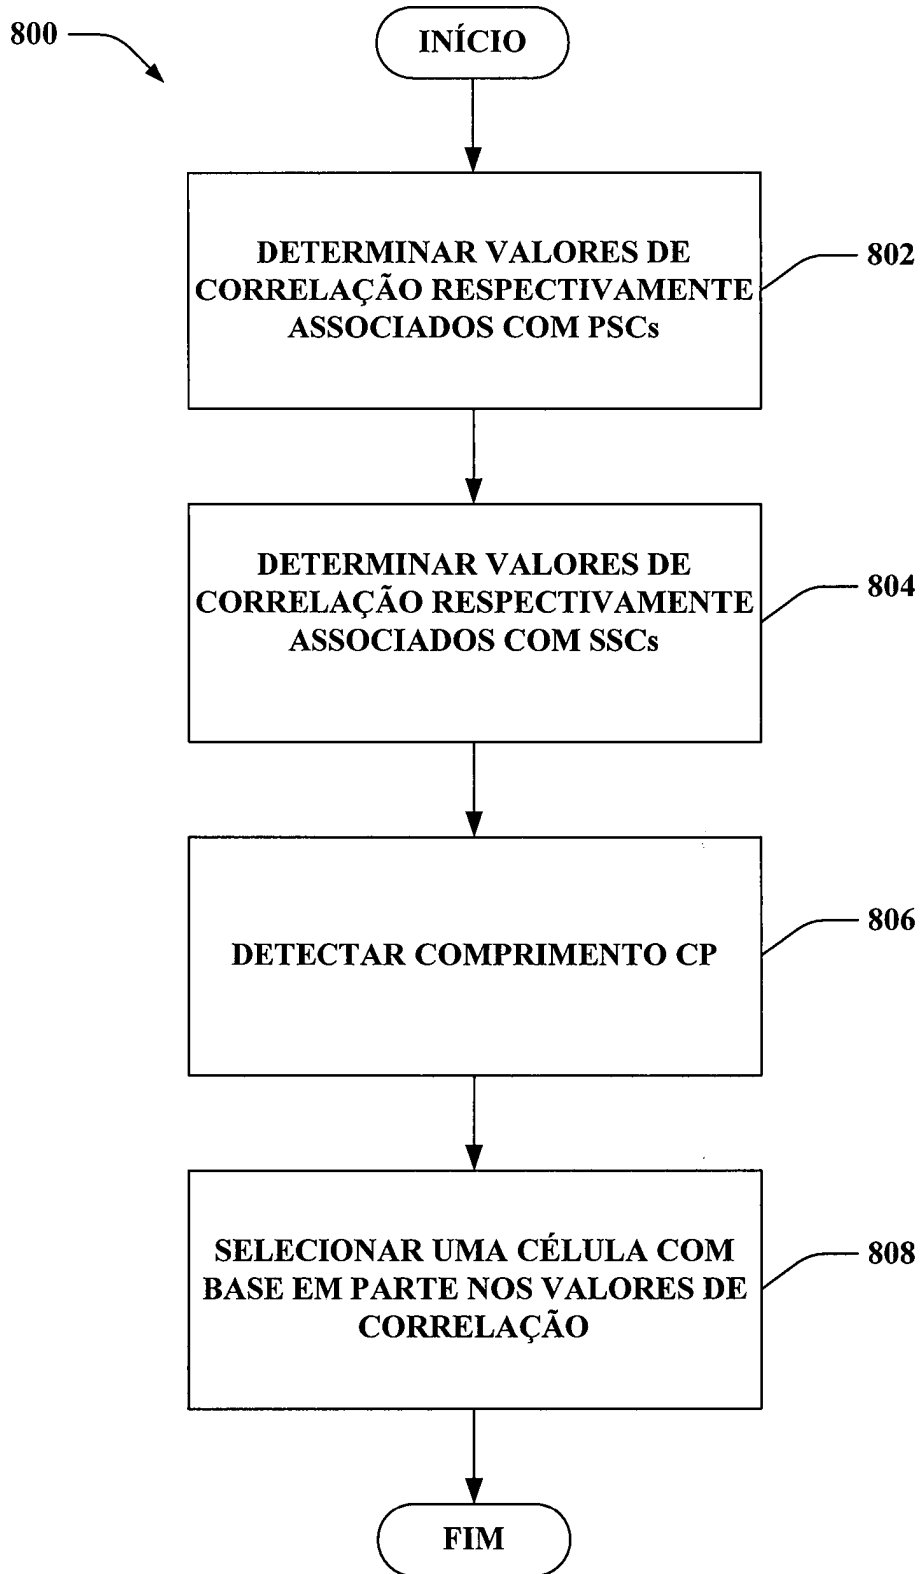 800
INÍCIO
DETERMINAR VALORES DE
CORRELAÇÃO RESPECTIVAMENTE
ASSOCIADOS COM PSCs
802
DETERMINAR VALORES DE
CORRELAÇÃO RESPECTIVAMENTE
ASSOCIADOS COM SSCs
804
DETECTAR COMPRIMENTO CP
806
SELECIONAR UMA CÉLULA COM
BASE EM PARTE NOS VALORES DE
CORRELAÇÃO
808
FIM